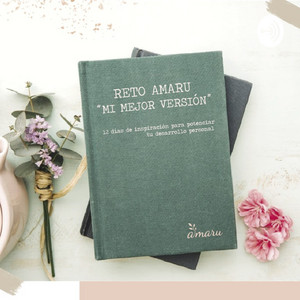 RETO AMARU
"MI MEJOR VERSIÓN"
12 días de inspiración para potenciar
tu desarrollo personal
amaru